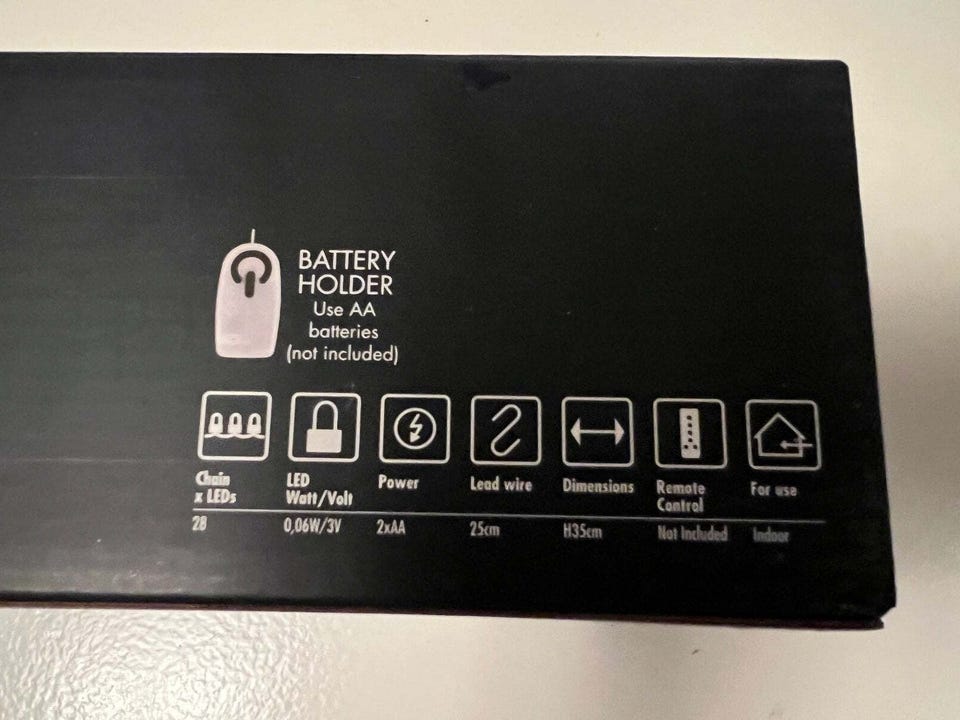 BATTERY
HOLDER
Use AA
batteries
(not included)
Chain
x LEDs
LED
Watt/Volt
Power
Lead wire
Dimensions
Remote
Control
For use
28
0,06W/3V
2xAA
25cm
H35cm
Not Included
Indoor